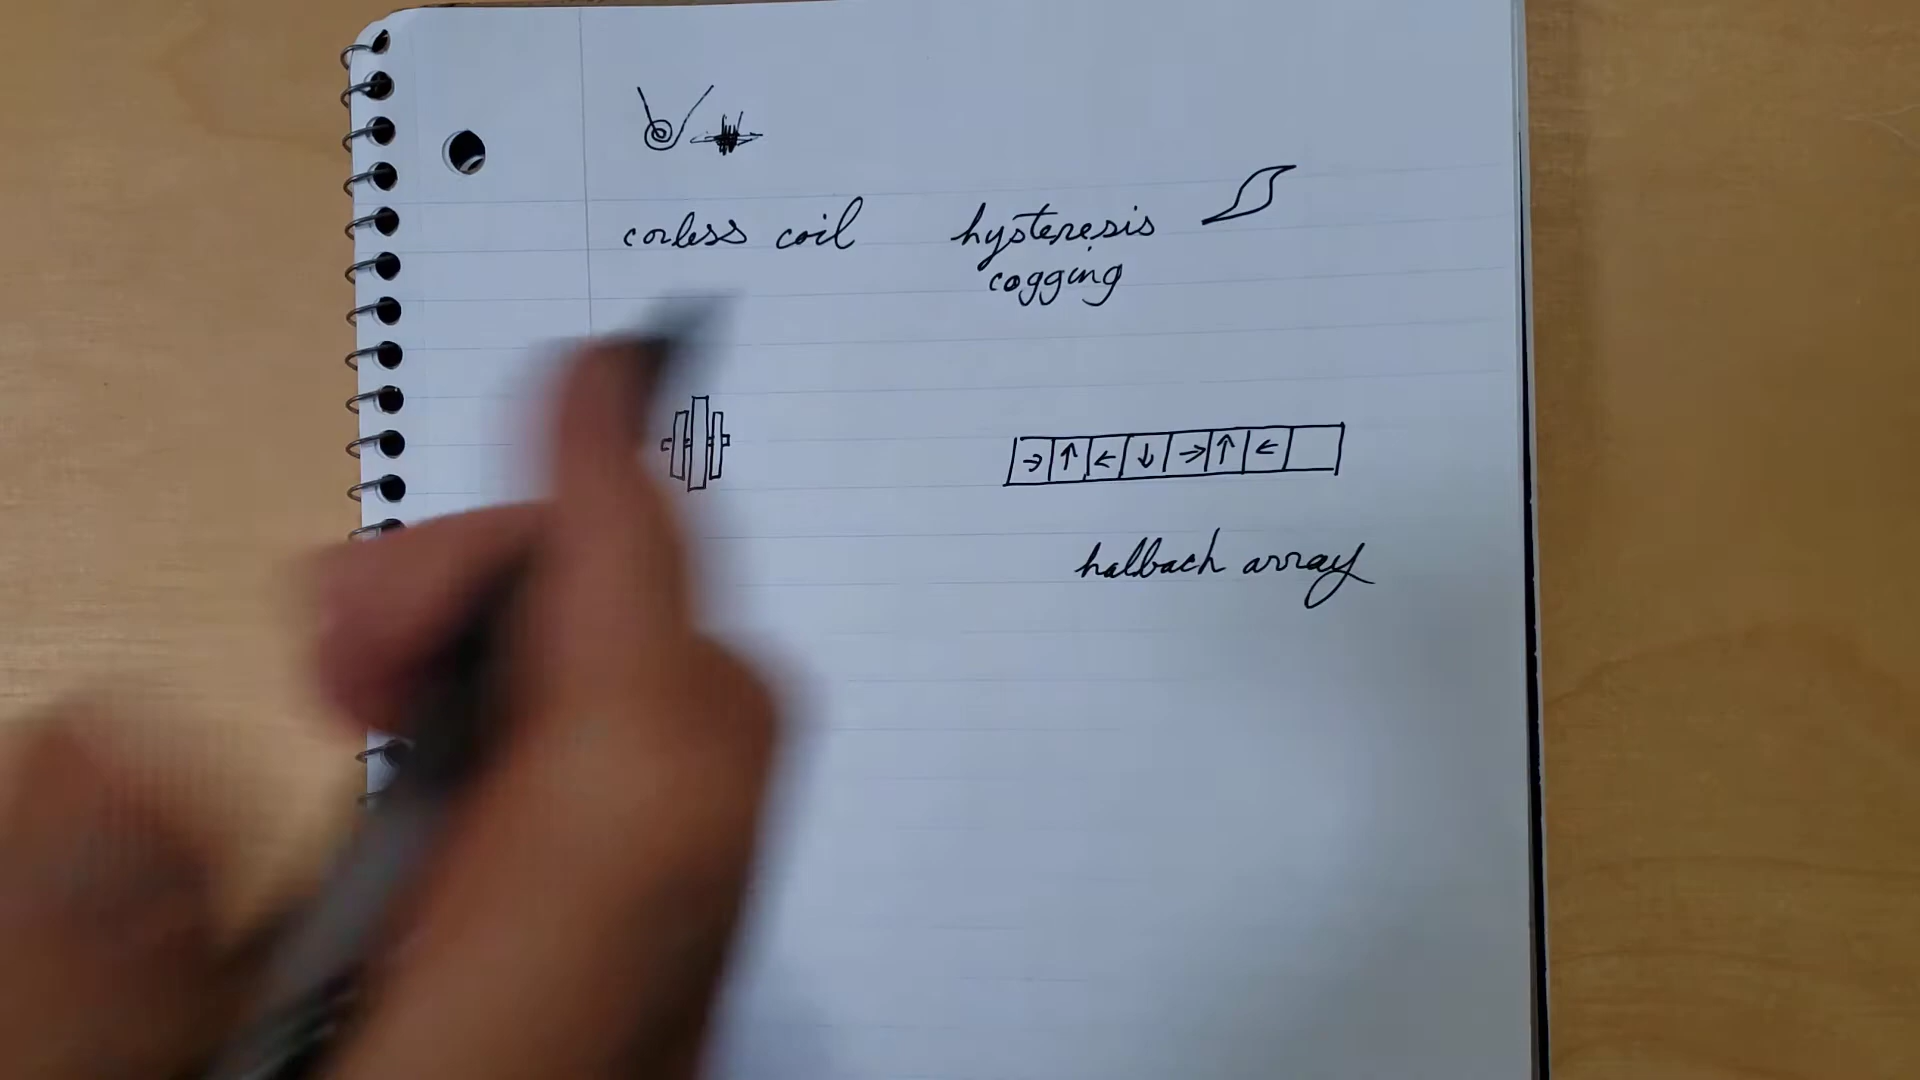 corless coil
hysteresis
cogging
→ ↑ ← ↓ → ↑ ←
halbach array